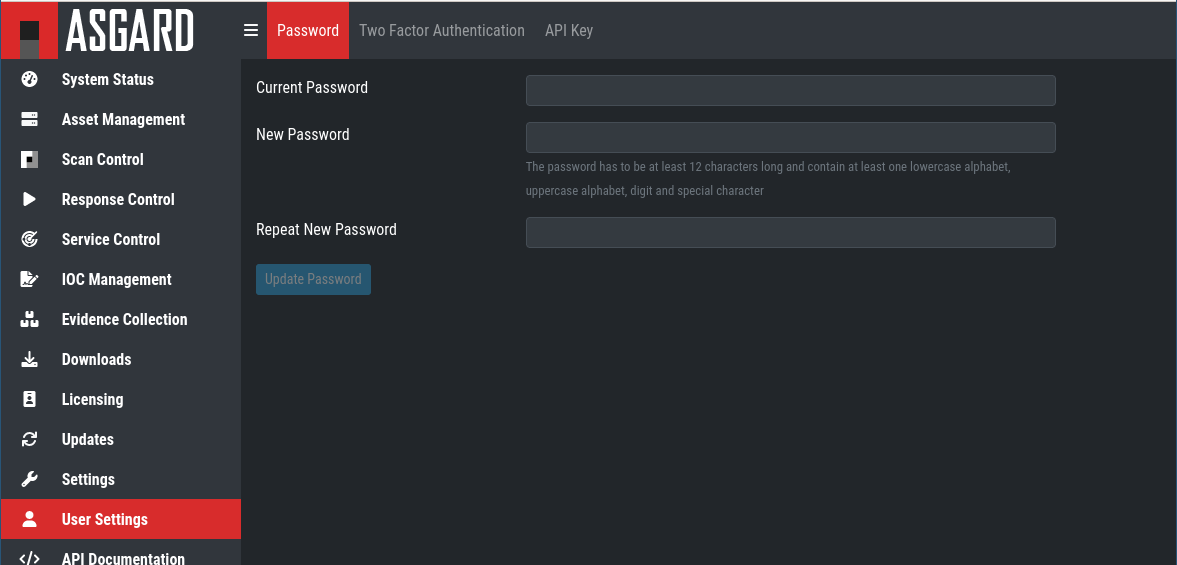 ASGARD
Password Two Factor Authentication API Key
System Status
Asset Management
Scan Control
Response Control
Service Control
IOC Management
Evidence Collection
Downloads
Licensing
Updates
Settings
User Settings
API Documentation
Current Password
New Password
The password has to be at least 12 characters long and contain at least one lowercase alphabet,
uppercase alphabet, digit and special character
Repeat New Password
Update Password